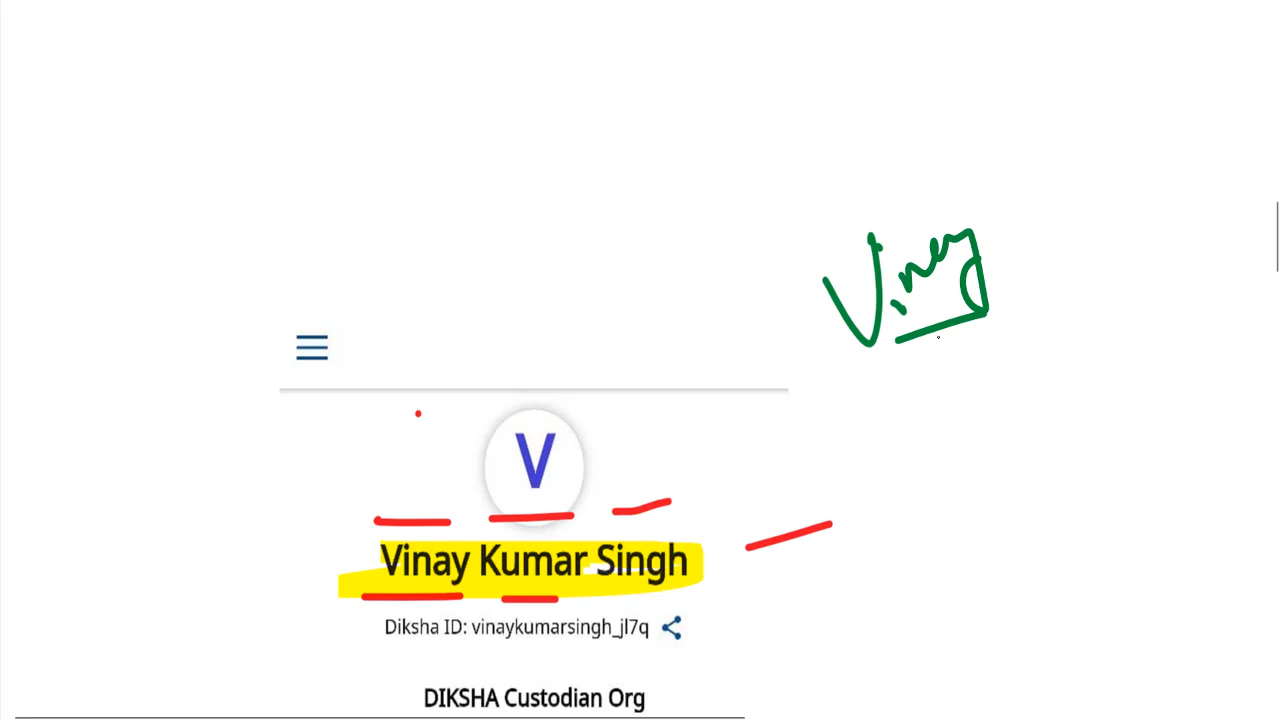 Vinay
V
Vinay Kumar Singh
Diksha ID: vinaykumarsingh_jl7q
DIKSHA Custodian Org